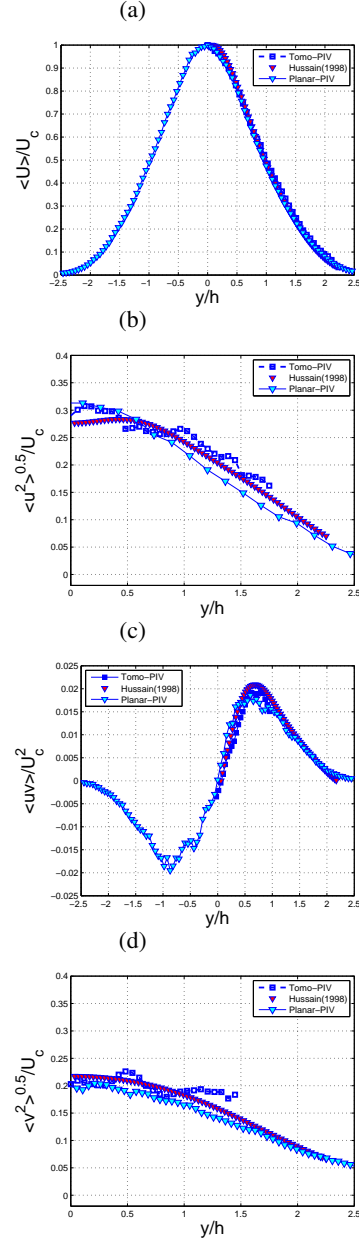 (a)
1
0.9
0.8
0.7
0.6
0.5
0.4
0.3
0.2
0.1
0
<U>/U_c
Tomo−PIV
Hussain(1998)
Planar−PIV
−2.5 −2 −1.5 −1 −0.5 0 0.5 1 1.5 2 2.5
y/h
(b)
0.4
0.35
0.3
0.25
0.2
0.15
0.1
0.05
0
<u²>^0.5/U_c
Tomo−PIV
Hussain(1998)
Planar−PIV
0 0.5 1 1.5 2 2.5
y/h
(c)
0.025
0.02
0.015
0.01
0.005
0
−0.005
−0.01
−0.015
−0.02
−0.025
<uv>/U_c²
Tomo−PIV
Hussain(1998)
Planar−PIV
−2.5 −2 −1.5 −1 −0.5 0 0.5 1 1.5 2 2.5
y/h
(d)
0.4
0.35
0.3
0.25
0.2
0.15
0.1
0.05
0
<v²>^0.5/U_c
Tomo−PIV
Hussain(1998)
Planar−PIV
0 0.5 1 1.5 2 2.5
y/h